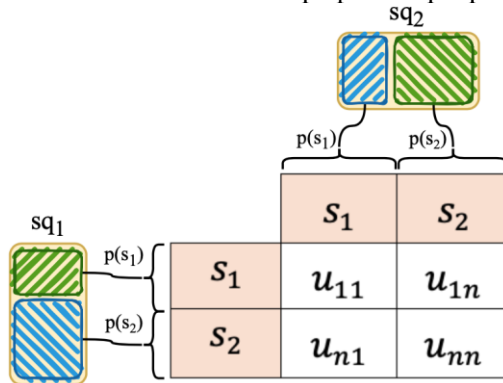 sq₂
p(s₁) p(s₂)
s₁ s₂
sq₁
p(s₁) s₁ u₁₁ u₁ₙ
p(s₂) s₂ uₙ₁ uₙₙ